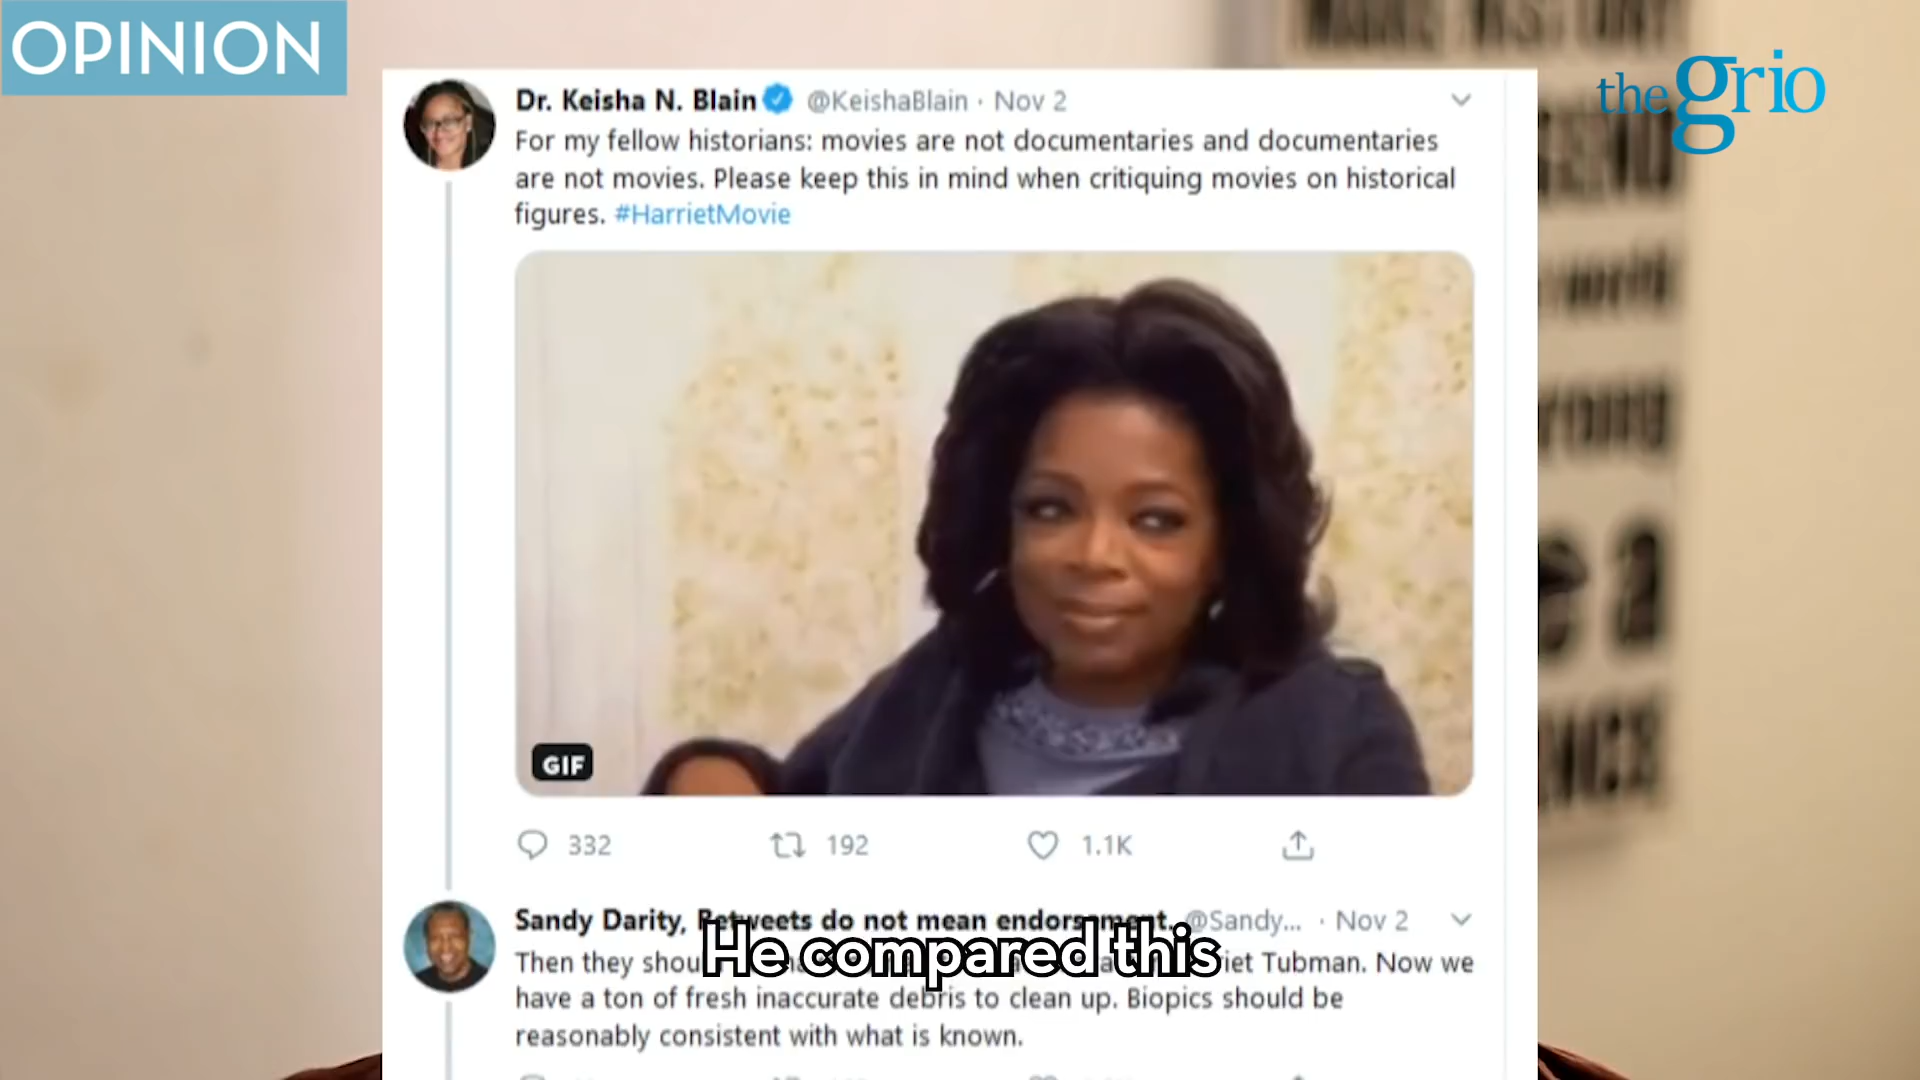 OPINION
thegrio
Dr. Keisha N. Blain @KeishaBlain · Nov 2
For my fellow historians: movies are not documentaries and documentaries
are not movies. Please keep this in mind when critiquing movies on historical
figures. #HarrietMovie
GIF
332 192 1.1K
Sandy Darity, Retweets do not mean endorsement. @Sandy... · Nov 2
Then they Tubman. Now we
He compared this
have a ton of fresh inaccurate debris to clean up. Biopics should be
reasonably consistent with what is known.
a